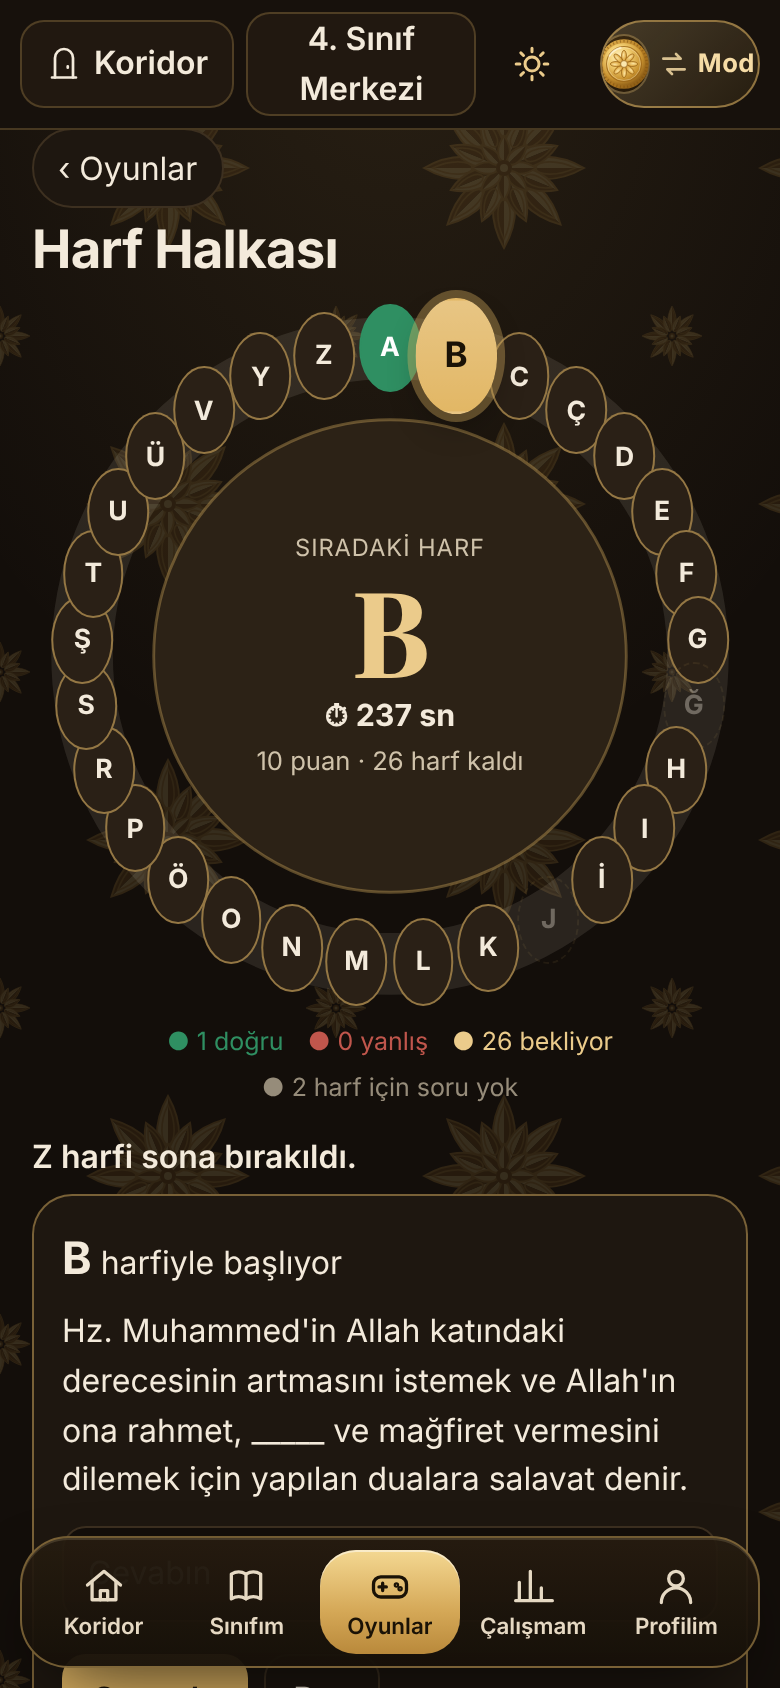 Koridor
4. Sınıf
Merkezi
Mod
‹ Oyunlar
Harf Halkası
A
B
C
Ç
D
E
F
G
Ğ
H
I
İ
J
K
L
M
N
O
Ö
P
R
S
Ş
T
U
Ü
V
Y
Z
SIRADAKİ HARF
B
237 sn
10 puan · 26 harf kaldı
1 doğru 0 yanlış 26 bekliyor
2 harf için soru yok
Z harfi sona bırakıldı.
B harfiyle başlıyor
Hz. Muhammed'in Allah katındaki
derecesinin artmasını istemek ve Allah'ın
ona rahmet, _____ ve mağfiret vermesini
dilemek için yapılan dualara salavat denir.
Cevabın
Koridor Sınıfım Oyunlar Çalışmam Profilim